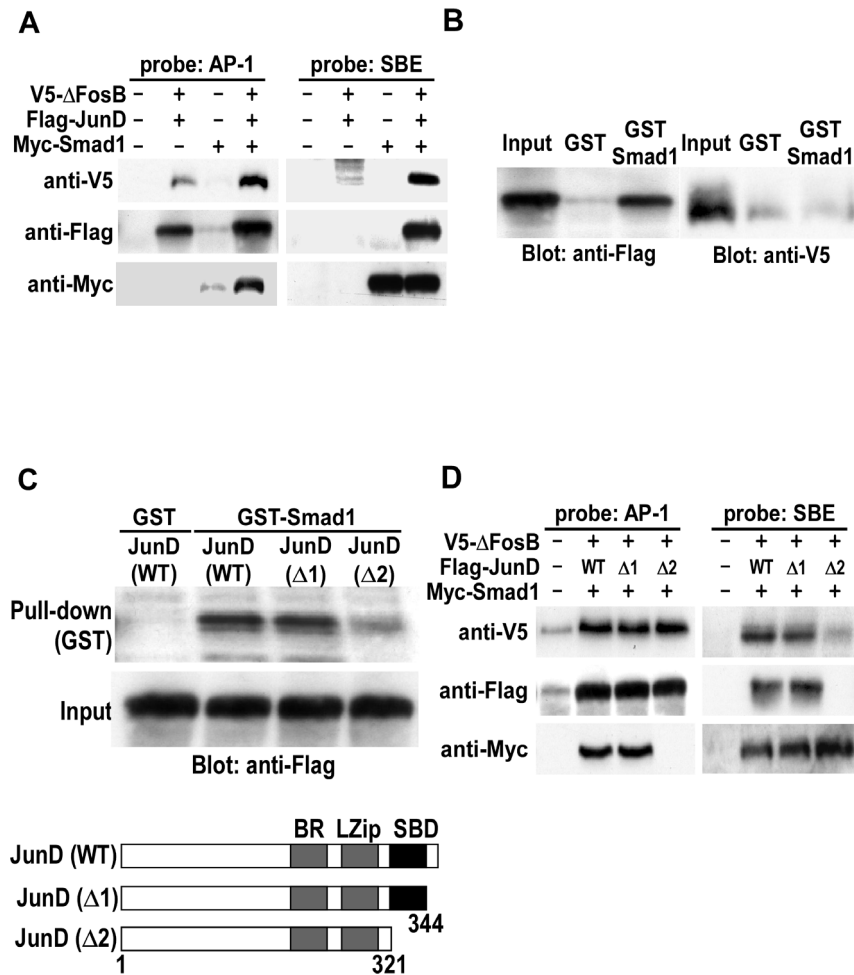 A
probe: AP-1 probe: SBE
V5-ΔFosB – + – + – + – +
Flag-JunD – + – + – + – +
Myc-Smad1 – – + + – – + +
anti-V5
anti-Flag
anti-Myc
B
Input GST GST Smad1 Input GST GST Smad1
Blot: anti-Flag Blot: anti-V5
C
GST GST-Smad1
JunD (WT) JunD (WT) JunD (Δ1) JunD (Δ2)
Pull-down (GST)
Input
Blot: anti-Flag
BR LZip SBD
JunD (WT)
JunD (Δ1)
344
JunD (Δ2)
1 321
D
probe: AP-1 probe: SBE
V5-ΔFosB – + + + – + + +
Flag-JunD – WT Δ1 Δ2 – WT Δ1 Δ2
Myc-Smad1 – + + + – + + +
anti-V5
anti-Flag
anti-Myc